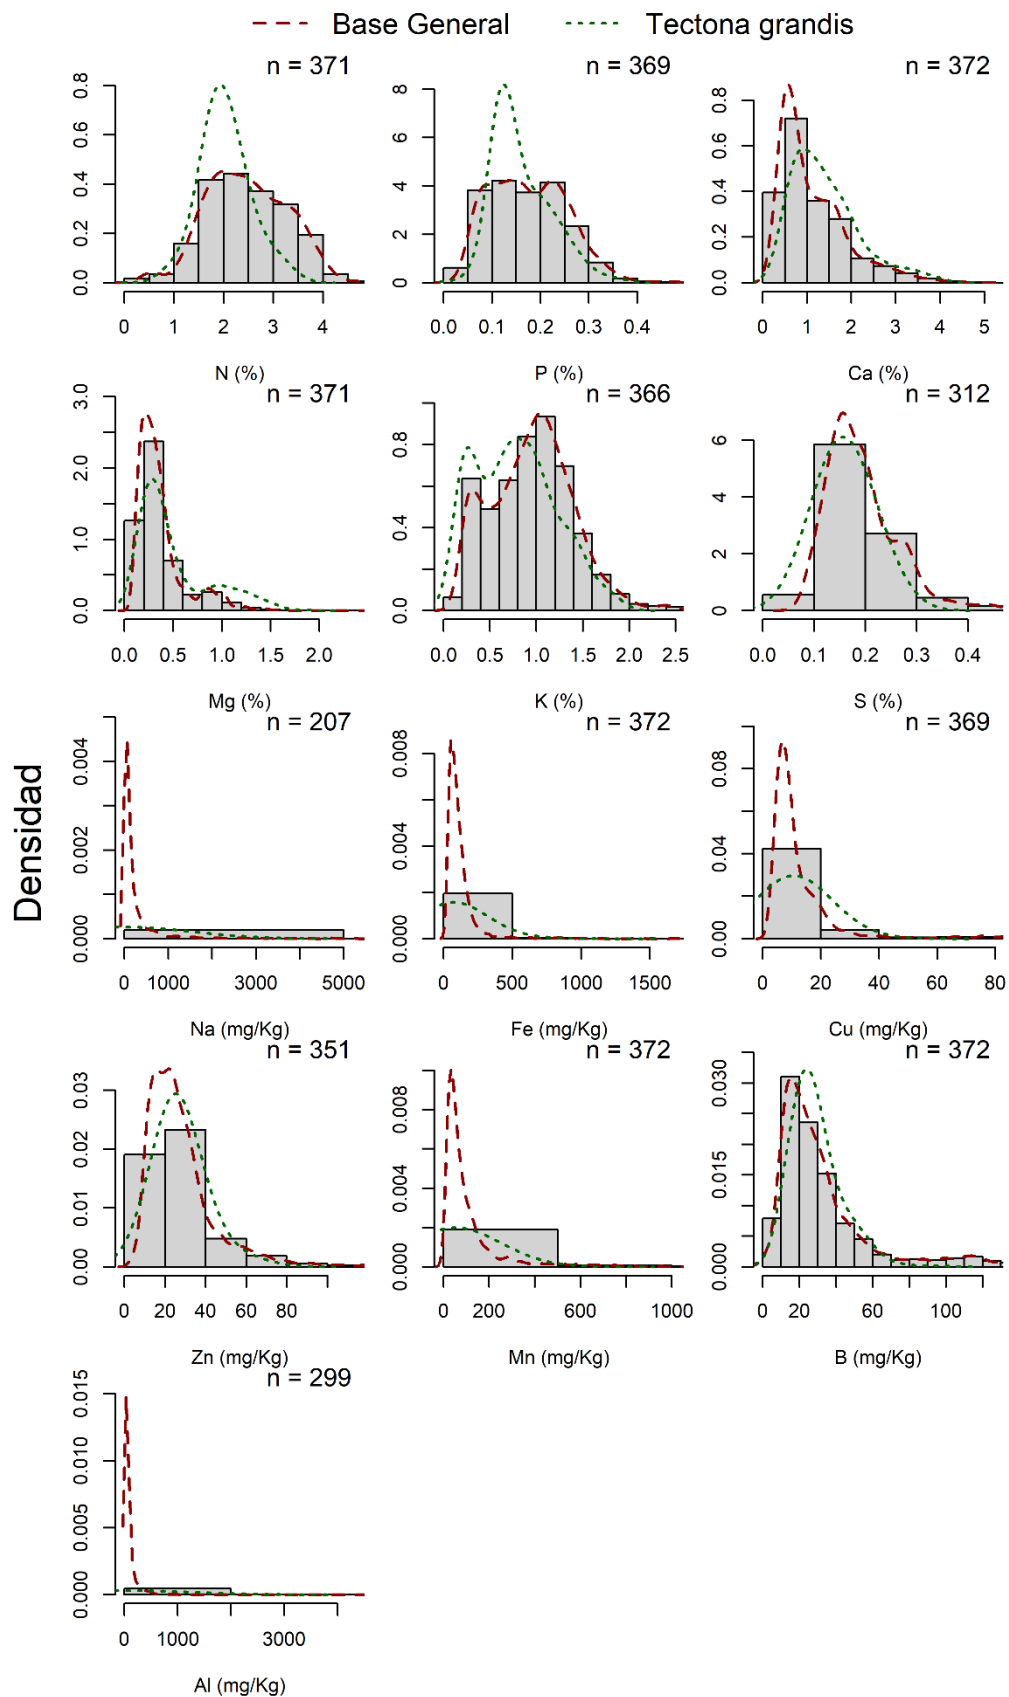 Base General Tectona grandis
n = 371 n = 369 n = 372
0.0 0.2 0.4 0.6 0.8
0 2 4 6 8
0.0 0.2 0.4 0.6 0.8
0 1 2 3 4
0.0 0.1 0.2 0.3 0.4
0 1 2 3 4 5
N (%) P (%) Ca (%)
n = 371 n = 366 n = 312
0.0 1.0 2.0 3.0
0.0 0.4 0.8
0 2 4 6
0.0 0.5 1.0 1.5 2.0
0.0 0.5 1.0 1.5 2.0 2.5
0.0 0.1 0.2 0.3 0.4
Mg (%) K (%) S (%)
n = 207 n = 372 n = 369
Densidad
0.000 0.002 0.004
0.000 0.004 0.008
0.00 0.04 0.08
0 1000 3000 5000
0 500 1000 1500
0 20 40 60 80
Na (mg/Kg) Fe (mg/Kg) Cu (mg/Kg)
n = 351 n = 372 n = 372
0.00 0.01 0.02 0.03
0.000 0.004 0.008
0.000 0.015 0.030
0 20 40 60 80
0 200 600 1000
0 20 60 100
Zn (mg/Kg) Mn (mg/Kg) B (mg/Kg)
n = 299
0.000 0.005 0.010 0.015
0 1000 3000
Al (mg/Kg)